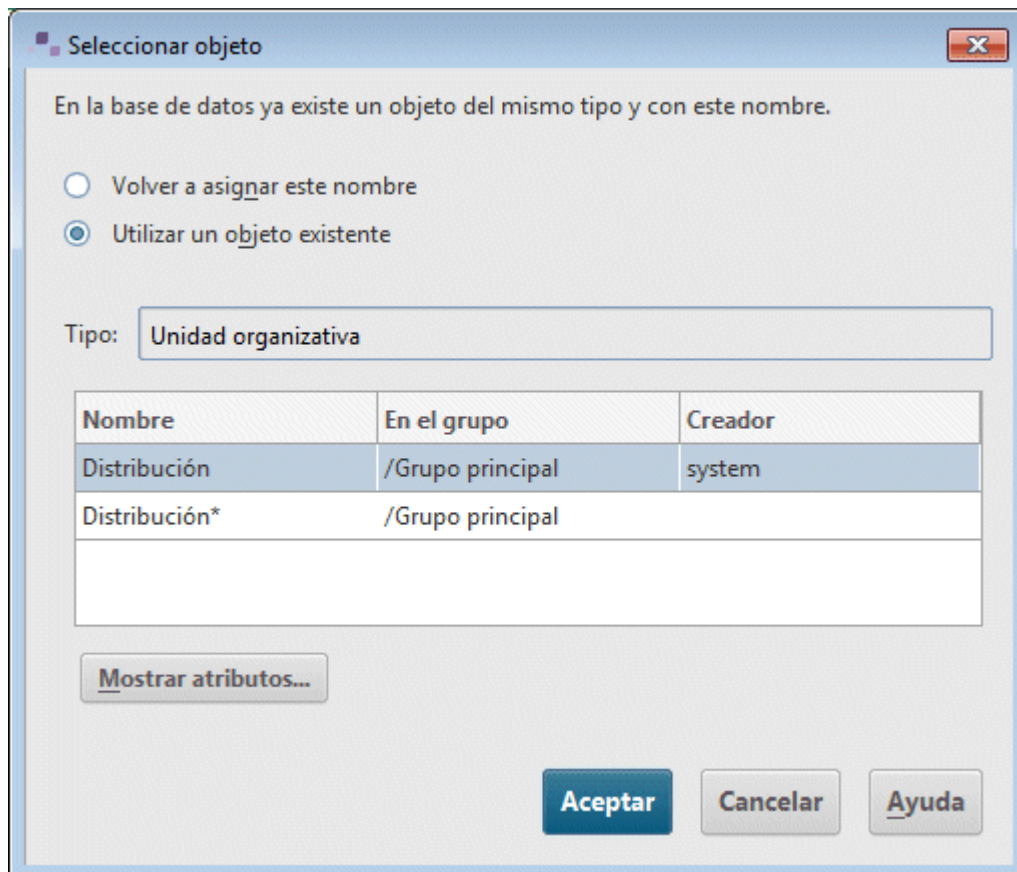 Seleccionar objeto
En la base de datos ya existe un objeto del mismo tipo y con este nombre.
Volver a asignar este nombre
Utilizar un objeto existente
Tipo: Unidad organizativa
Nombre En el grupo Creador
Distribución /Grupo principal system
Distribución* /Grupo principal
Mostrar atributos...
Aceptar Cancelar Ayuda